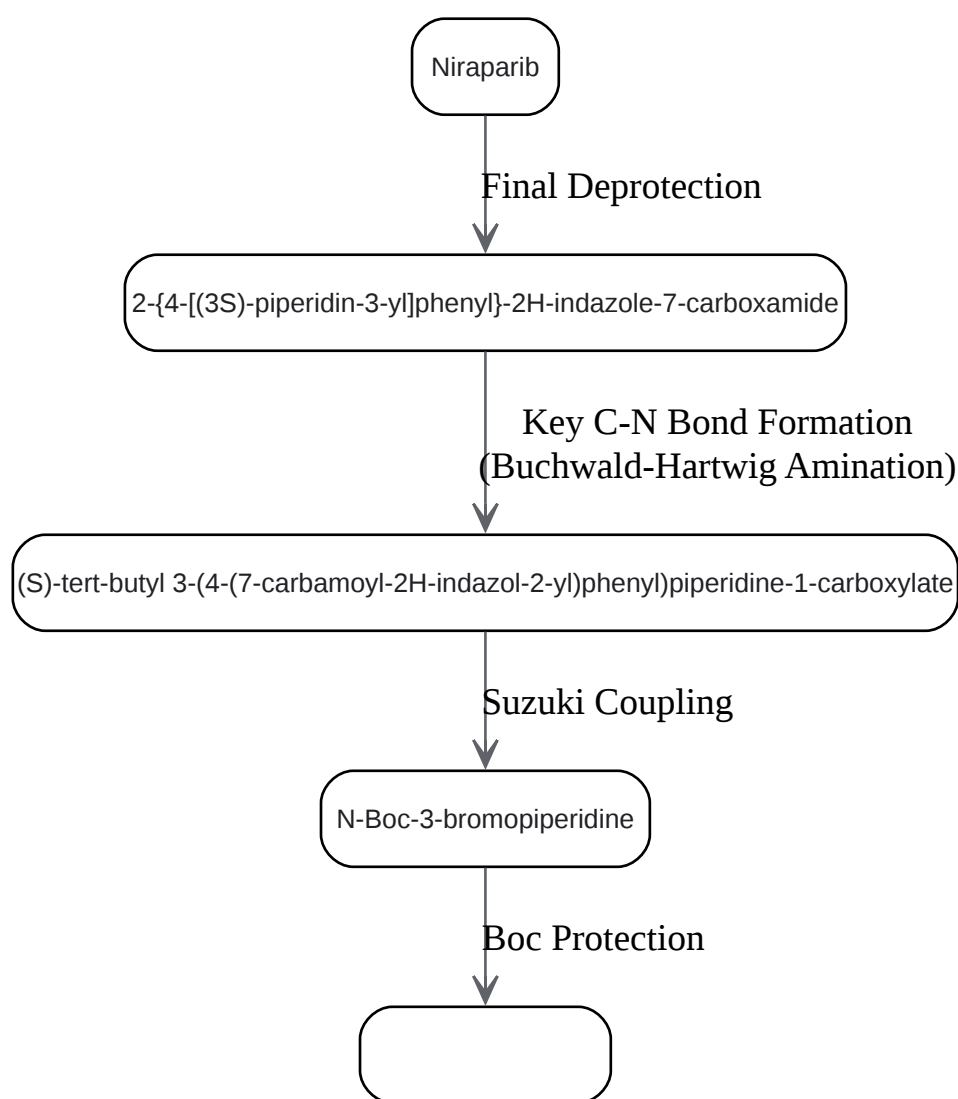 Niraparib
Final Deprotection
2-{4-[(3S)-piperidin-3-yl]phenyl}-2H-indazole-7-carboxamide
Key C-N Bond Formation
(Buchwald-Hartwig Amination)
(S)-tert-butyl 3-(4-(7-carbamoyl-2H-indazol-2-yl)phenyl)piperidine-1-carboxylate
Suzuki Coupling
N-Boc-3-bromopiperidine
Boc Protection